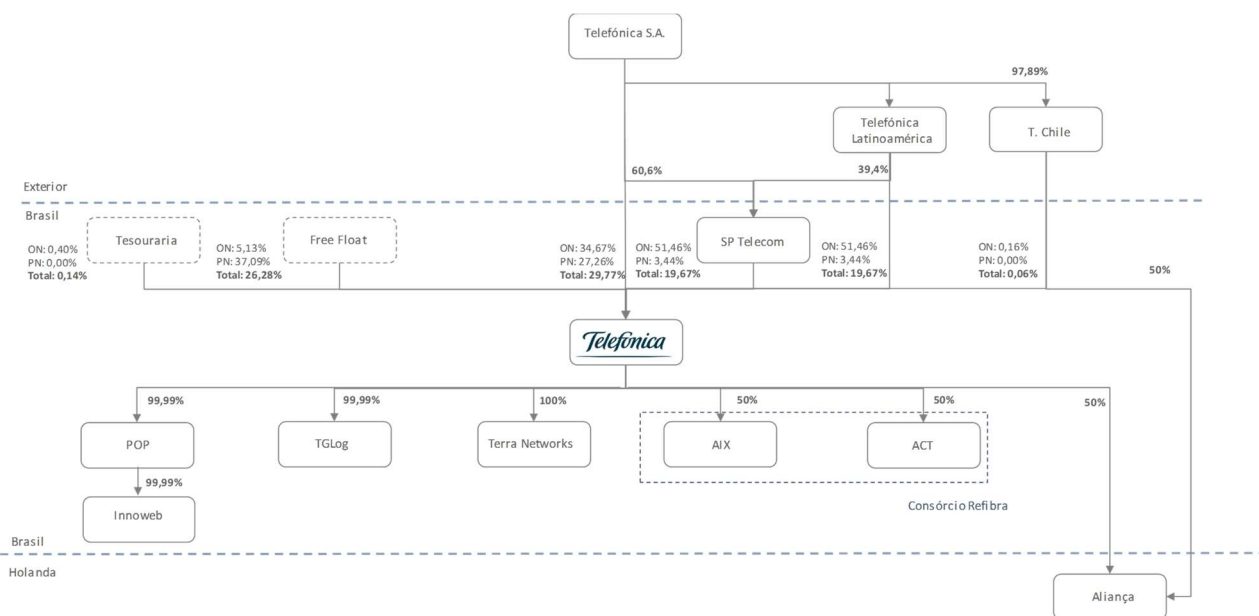 Telefónica S.A.
97,89%
Telefónica
Latinoamérica
T. Chile
60,6%
39,4%
Exterior
Brasil
Tesouraria
ON: 0,40%
PN: 0,00%
Total: 0,14%
Free Float
ON: 5,13%
PN: 37,09%
Total: 26,28%
ON: 34,67%
PN: 27,26%
Total: 29,77%
SP Telecom
ON: 51,46%
PN: 3,44%
Total: 19,67%
ON: 51,46%
PN: 3,44%
Total: 19,67%
ON: 0,16%
PN: 0,00%
Total: 0,06%
50%
Telefónica
99,99%
99,99%
100%
50%
50%
50%
POP
TGLog
Terra Networks
AIX
ACT
99,99%
Innoweb
Consórcio Refibra
Brasil
Holanda
Aliança